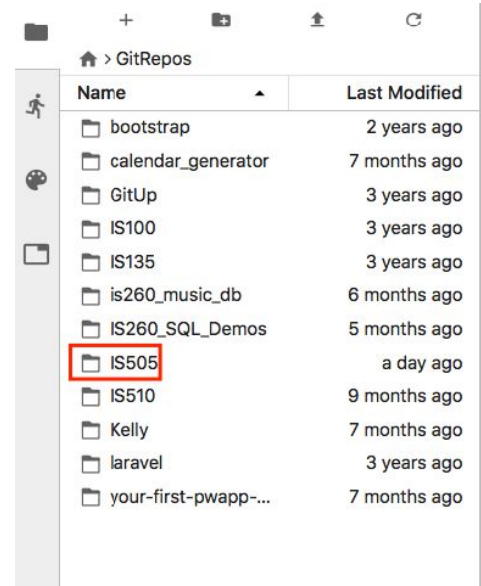 > GitRepos
Name Last Modified
bootstrap 2 years ago
calendar_generator 7 months ago
GitUp 3 years ago
IS100 3 years ago
IS135 3 years ago
is260_music_db 6 months ago
IS260_SQL_Demos 5 months ago
IS505 a day ago
IS510 9 months ago
Kelly 7 months ago
laravel 3 years ago
your-first-pwapp-... 7 months ago